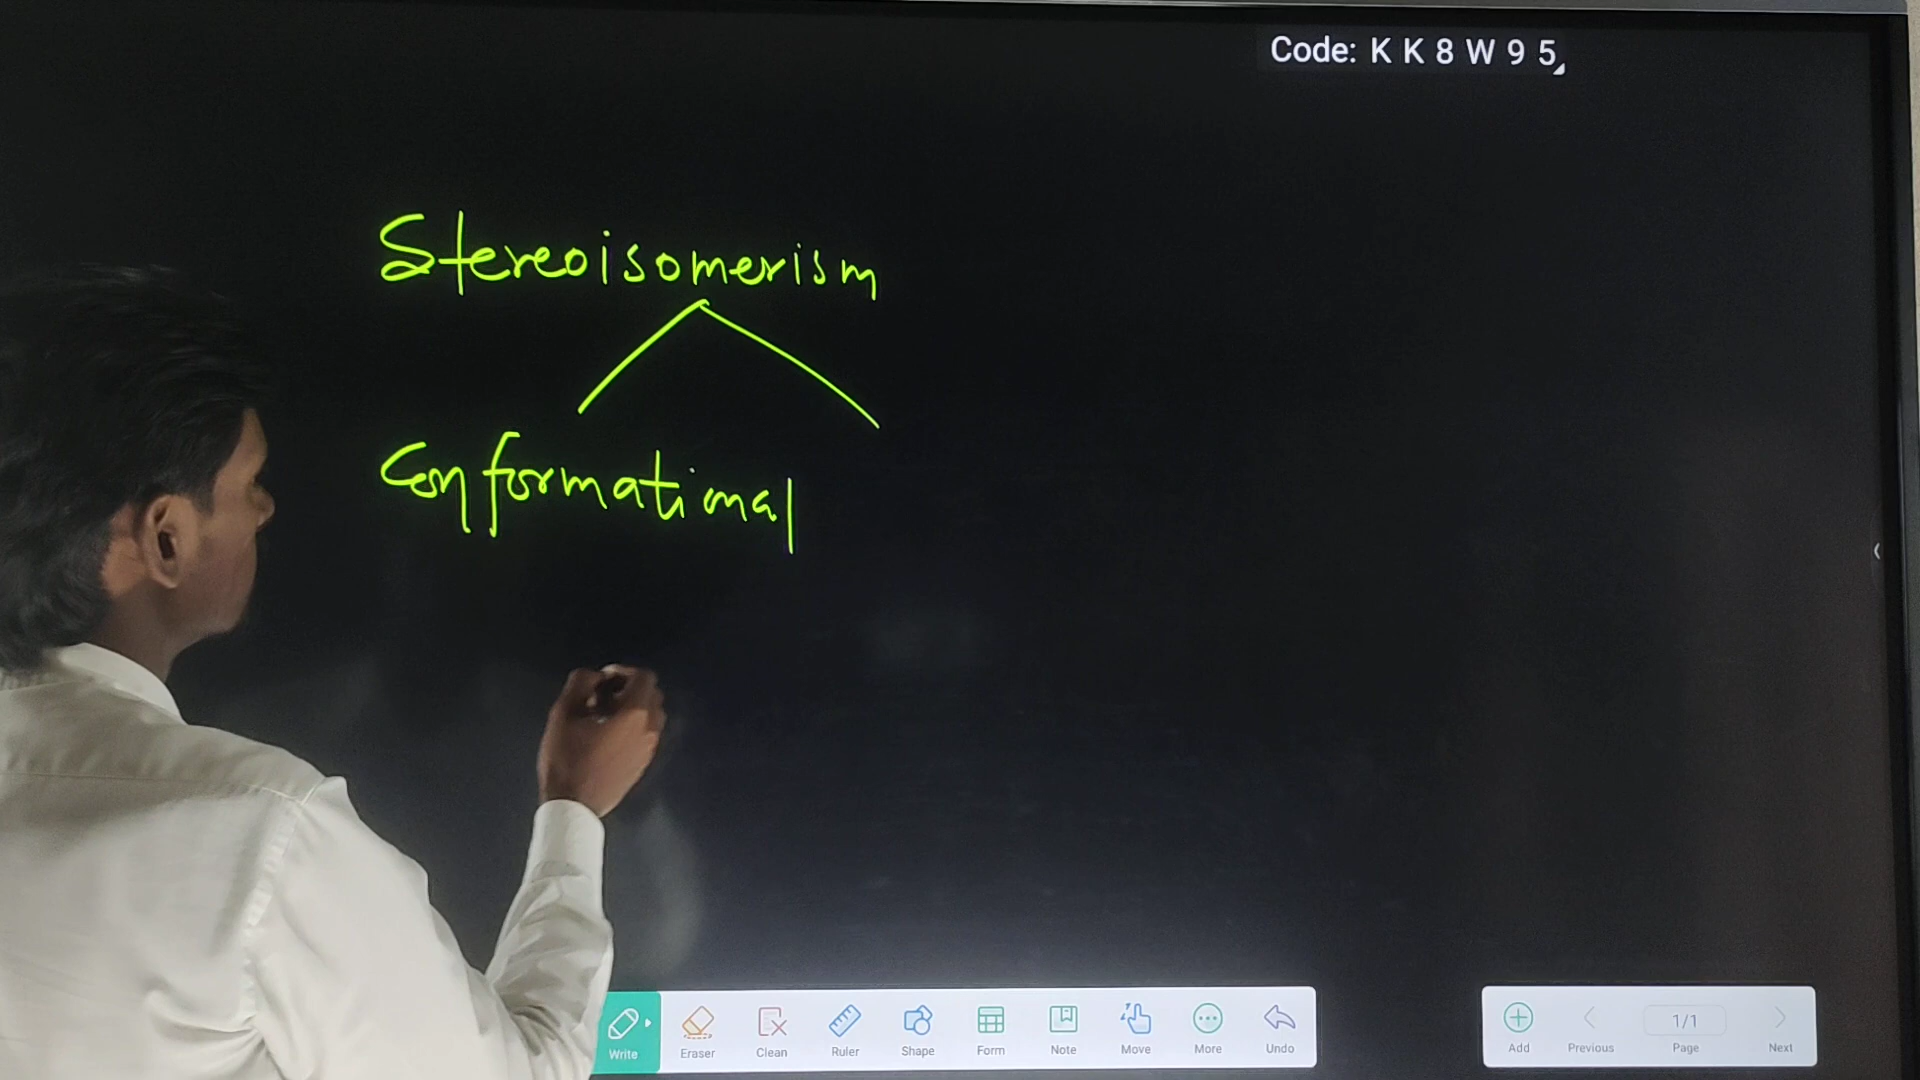 Code: K K 8 W 9 5
Stereoisomerism
Conformational
Write Eraser Clean Ruler Shape Form Note Move More Undo
Add Previous 1/1 Page Next